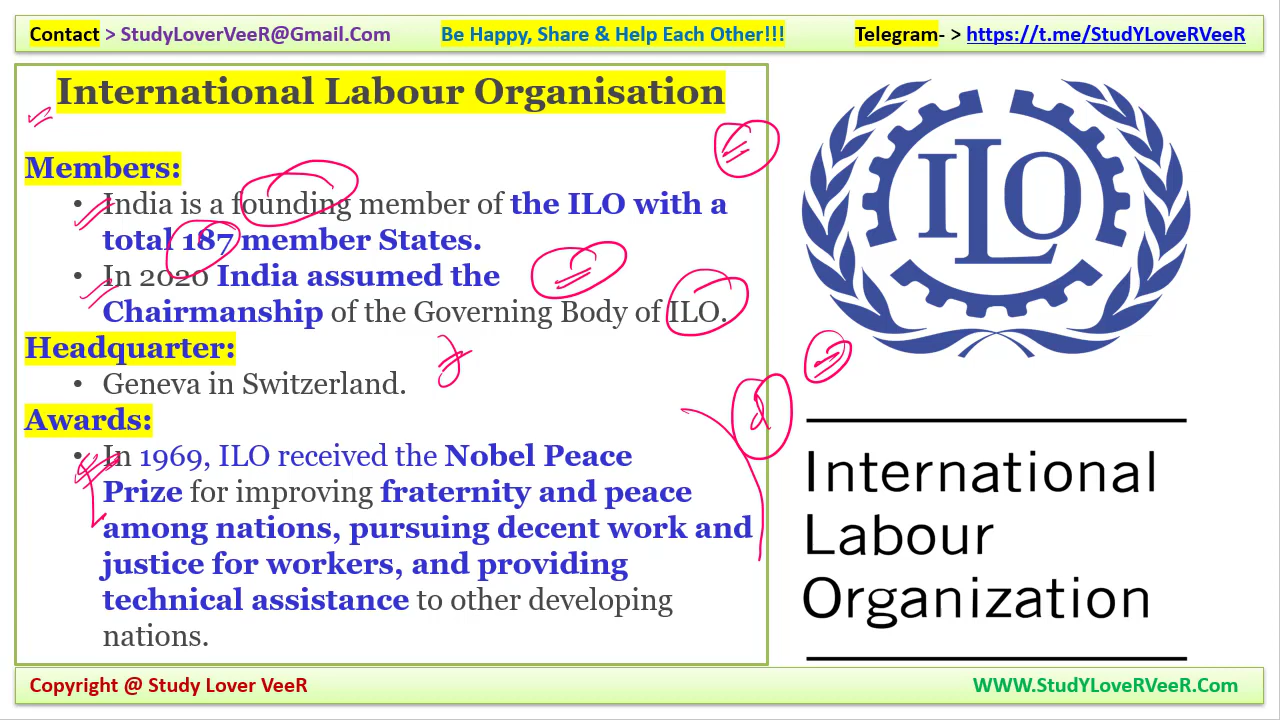 Contact > StudyLoverVeeR@Gmail.Com Be Happy, Share & Help Each Other!!! Telegram- > https://t.me/StudYLoveRVeeR
International Labour Organisation
Members:
• India is a founding member of the ILO with a
total 187 member States.
• In 2020 India assumed the
Chairmanship of the Governing Body of ILO.
Headquarter:
• Geneva in Switzerland.
Awards:
• In 1969, ILO received the Nobel Peace
Prize for improving fraternity and peace
among nations, pursuing decent work and
justice for workers, and providing
technical assistance to other developing
nations.
ILO
International
Labour
Organization
Copyright @ Study Lover VeeR WWW.StudYLoveRVeeR.Com